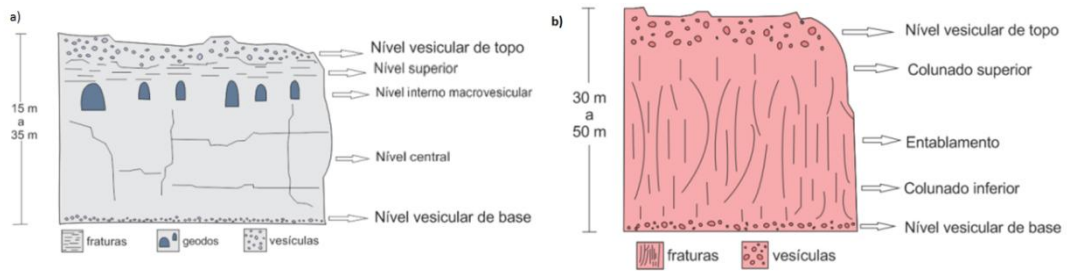 a)
Nível vesicular de topo
Nível superior
Nível interno macrovesicular
15 m
a
35 m
Nível central
Nível vesicular de base
fraturas
geodos
vesículas
b)
Nível vesicular de topo
Colunado superior
30 m
a
50 m
Entablamento
Colunado inferior
Nível vesicular de base
fraturas
vesículas